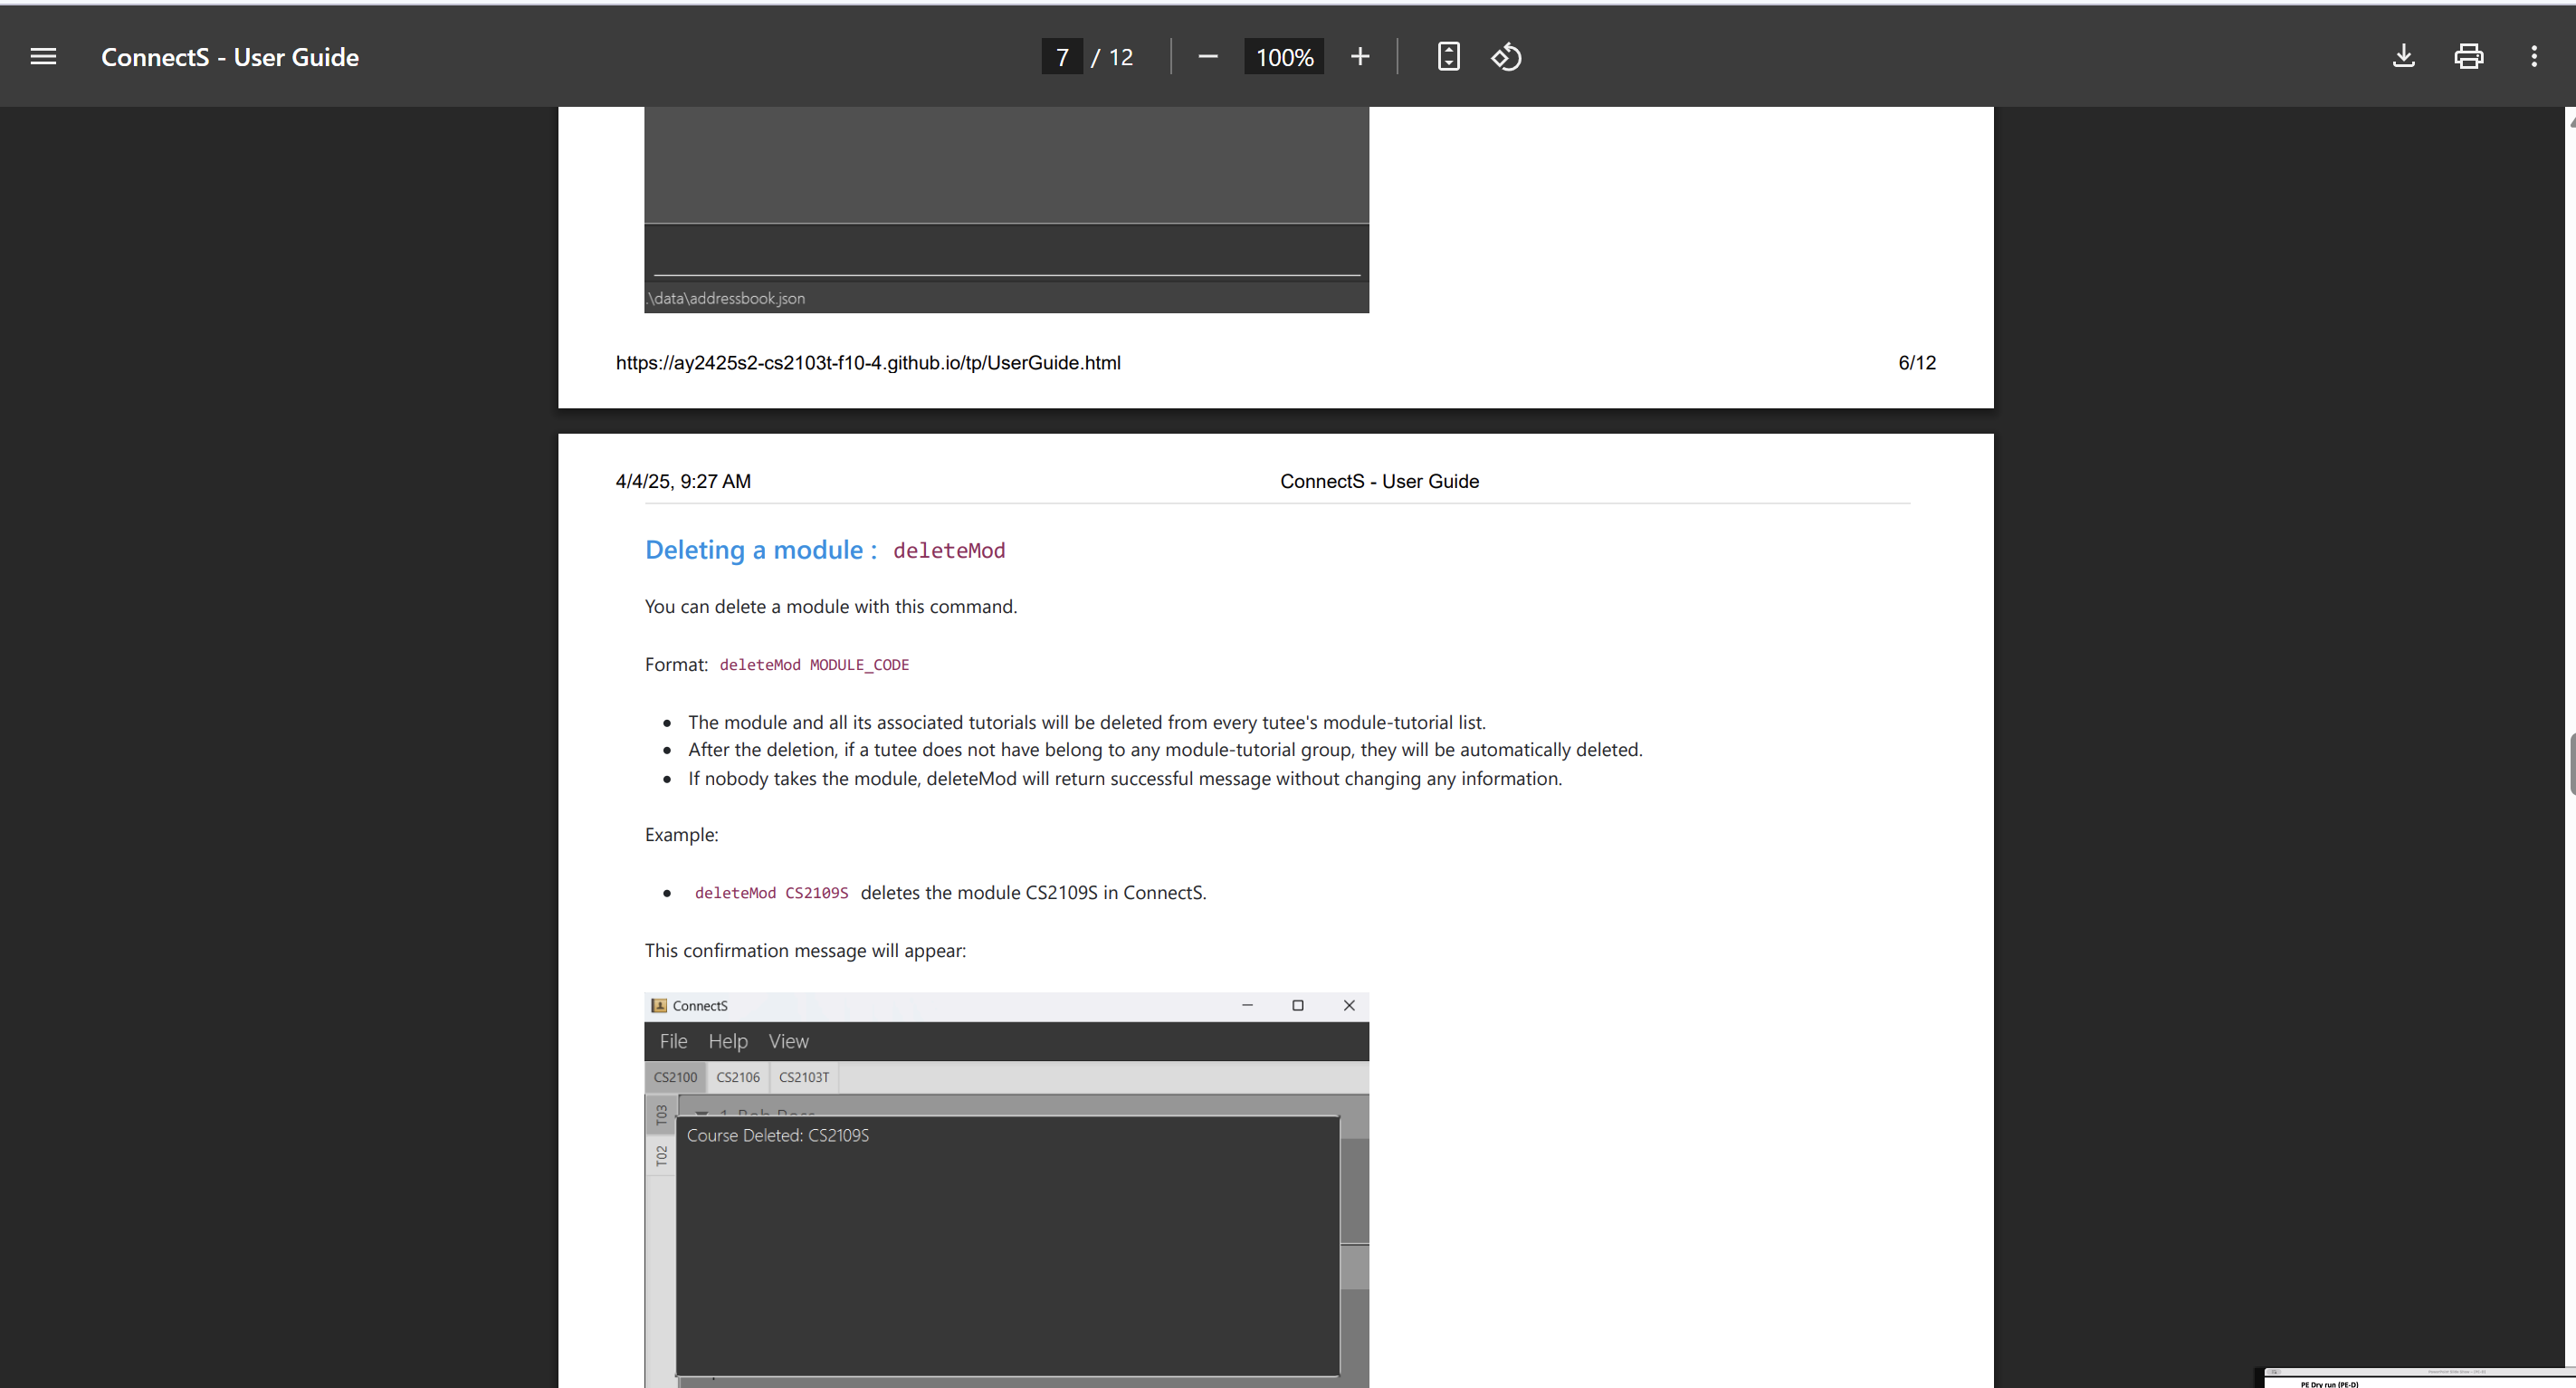 ConnectS - User Guide
7 / 12
100%
.\data\addressbook.json
https://ay2425s2-cs2103t-f10-4.github.io/tp/UserGuide.html
6/12
4/4/25, 9:27 AM
ConnectS - User Guide
Deleting a module : deleteMod
You can delete a module with this command.
Format: deleteMod MODULE_CODE
The module and all its associated tutorials will be deleted from every tutee's module-tutorial list.
After the deletion, if a tutee does not have belong to any module-tutorial group, they will be automatically deleted.
If nobody takes the module, deleteMod will return successful message without changing any information.
Example:
deleteMod CS2109S deletes the module CS2109S in ConnectS.
This confirmation message will appear:
ConnectS
File Help View
CS2100 CS2106 CS2103T
T03
T02
Course Deleted: CS2109S
PE Dry run (PE-D)